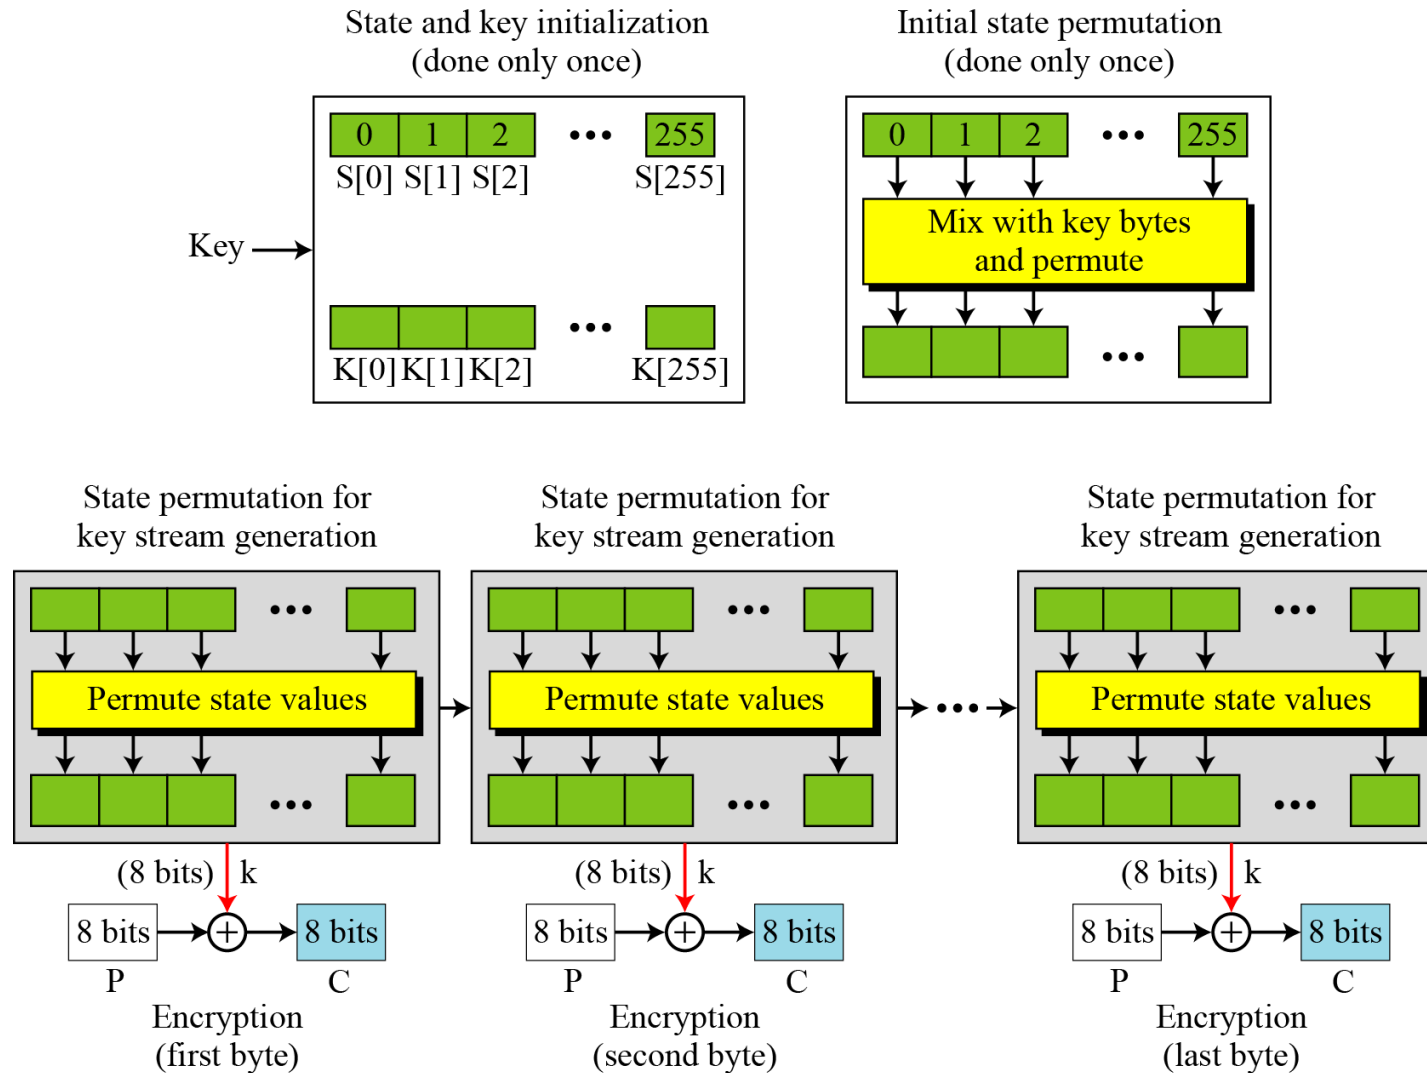 State and key initialization
(done only once)
0 1 2 ••• 255
S[0] S[1] S[2] S[255]
Key
••• 
K[0] K[1] K[2] K[255]
Initial state permutation
(done only once)
0 1 2 ••• 255
Mix with key bytes
and permute
•••
State permutation for
key stream generation
•••
Permute state values
•••
(8 bits) k
8 bits + 8 bits
P C
Encryption
(first byte)
State permutation for
key stream generation
•••
Permute state values
•••
(8 bits) k
8 bits + 8 bits
P C
Encryption
(second byte)
•••
State permutation for
key stream generation
•••
Permute state values
•••
(8 bits) k
8 bits + 8 bits
P C
Encryption
(last byte)